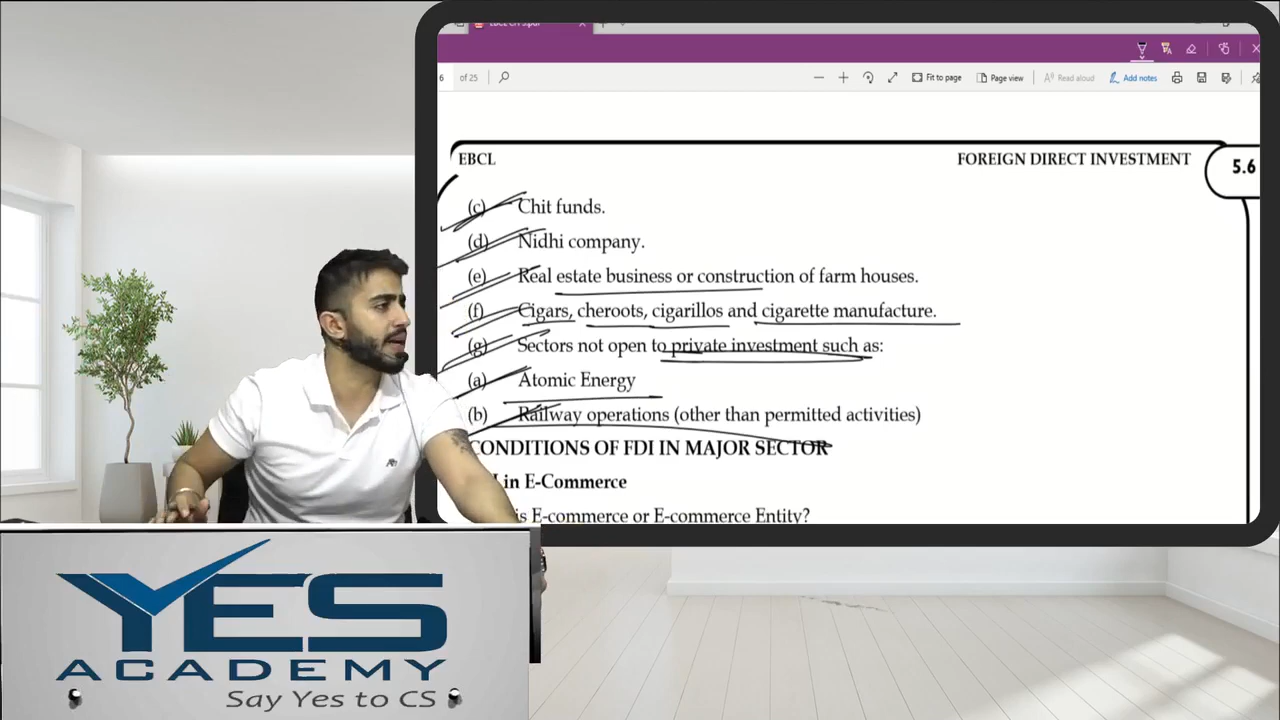 6 of 25
Fit to page
Page view
Read aloud
Add notes
EBCL
FOREIGN DIRECT INVESTMENT
5.6
(c) Chit funds.
(d) Nidhi company.
(e) Real estate business or construction of farm houses.
(f) Cigars, cheroots, cigarillos and cigarette manufacture.
(g) Sectors not open to private investment such as:
(a) Atomic Energy
(b) Railway operations (other than permitted activities)
CONDITIONS OF FDI IN MAJOR SECTOR
in E-Commerce
is E-commerce or E-commerce Entity?
YES
ACADEMY
Say Yes to CS